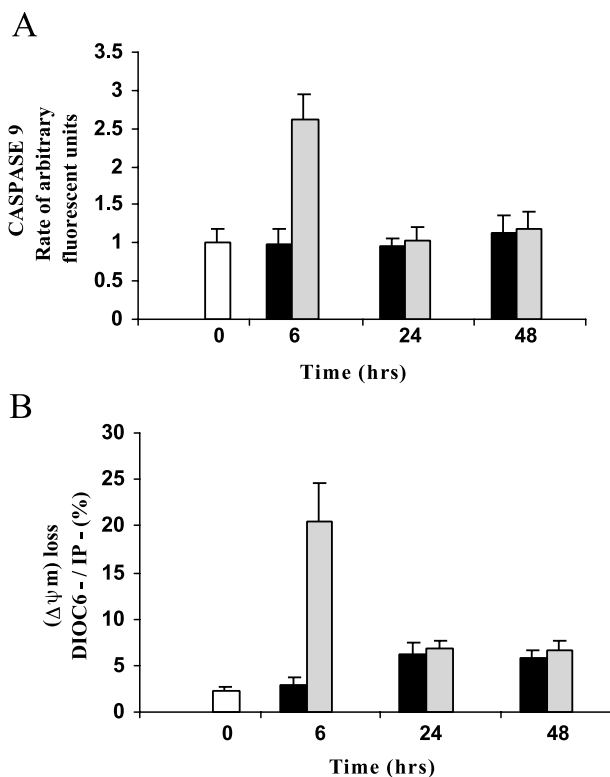 A
CASPASE 9
Rate of arbitrary
fluorescent units
3.5
3
2.5
2
1.5
1
0.5
0
0 6 24 48
Time (hrs)
B
(Δψm) loss
DIOC6 - / IP - (%)
30
25
20
15
10
5
0
0 6 24 48
Time (hrs)